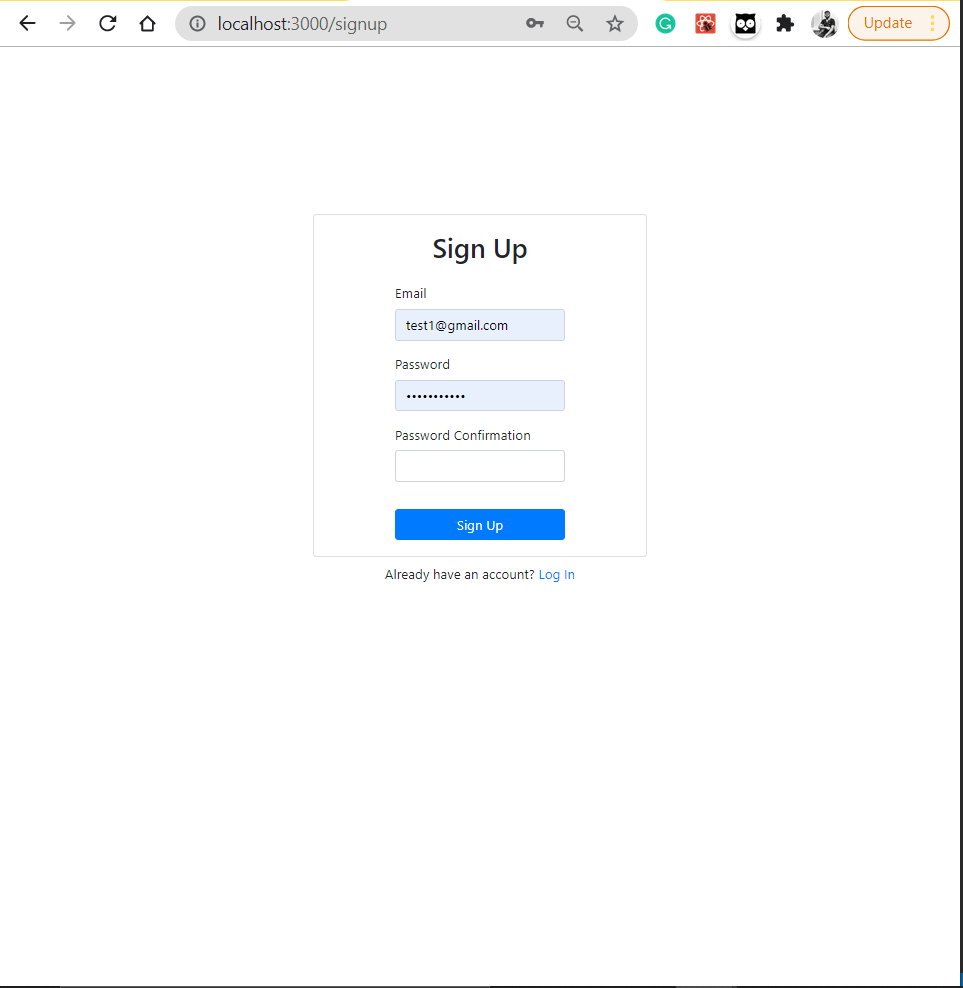 localhost:3000/signup
Update
Sign Up
Email
test1@gmail.com
Password
•••••••••••
Password Confirmation
Sign Up
Already have an account? Log In